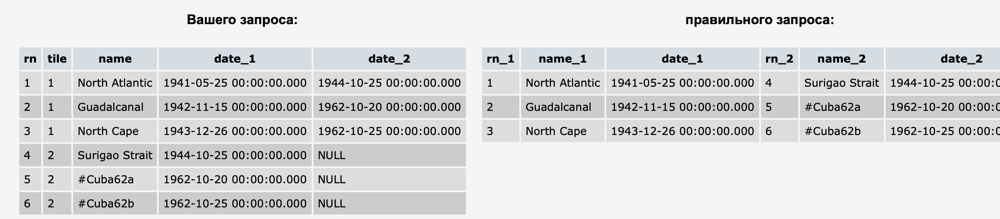 Вашего запроса:
rn tile name date_1 date_2
1 1 North Atlantic 1941-05-25 00:00:00.000 1944-10-25 00:00:00.000
2 1 Guadalcanal 1942-11-15 00:00:00.000 1962-10-20 00:00:00.000
3 1 North Cape 1943-12-26 00:00:00.000 1962-10-25 00:00:00.000
4 2 Surigao Strait 1944-10-25 00:00:00.000 NULL
5 2 #Cuba62a 1962-10-20 00:00:00.000 NULL
6 2 #Cuba62b 1962-10-25 00:00:00.000 NULL
правильного запроса:
rn_1 name_1 date_1 rn_2 name_2 date_2
1 North Atlantic 1941-05-25 00:00:00.000 4 Surigao Strait 1944-10-25 00:00:0
2 Guadalcanal 1942-11-15 00:00:00.000 5 #Cuba62a 1962-10-20 00:00:0
3 North Cape 1943-12-26 00:00:00.000 6 #Cuba62b 1962-10-25 00:00:0